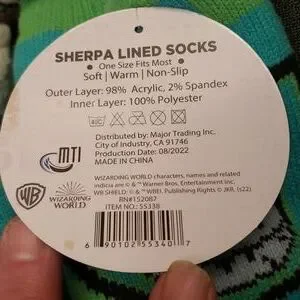 SHERPA LINED SOCKS
• One Size Fits Most •
Soft | Warm | Non-Slip
Outer Layer: 98% Acrylic, 2% Spandex
Inner Layer: 100% Polyester
Distributed by: Major Trading Inc.
City of Industry, CA 91746
Production Date: 08/2022
MADE IN CHINA
MTI
WIZARDING WORLD characters, names and related
indicia are © & ™ Warner Bros. Entertainment Inc.
WB SHIELD: © & ™ WBEI. Publishing Rights © JKR. (s22)
RN#152087
ITEM NO.: 55338
WB
WIZARDING
WORLD
6 90102 55340 7